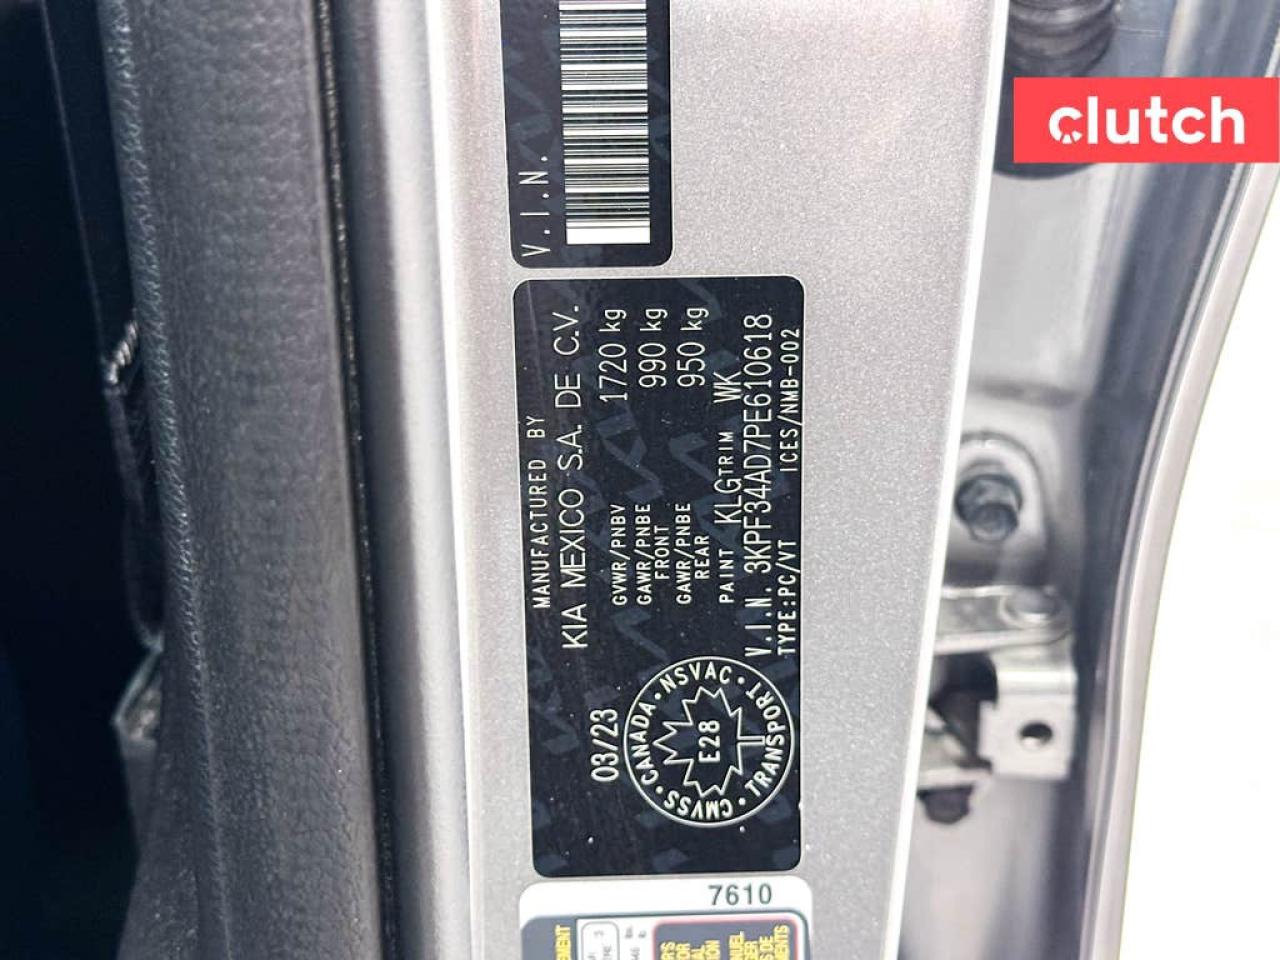 clutch
V.I.N.
MANUFACTURED BY
KIA MEXICO S.A. DE C.V.
03/23
GVWR/PNBV 1720 kg
GAWR/PNBE FRONT 990 kg
GAWR/PNBE REAR 950 kg
PAINT KLG TRIM WK
V.I.N. 3KPF34AD7PE610618
TYPE:PC/VT ICES/NMB-002
CANADA · NSVAC · TRANSPORT · CMVSS ·
E28
7610